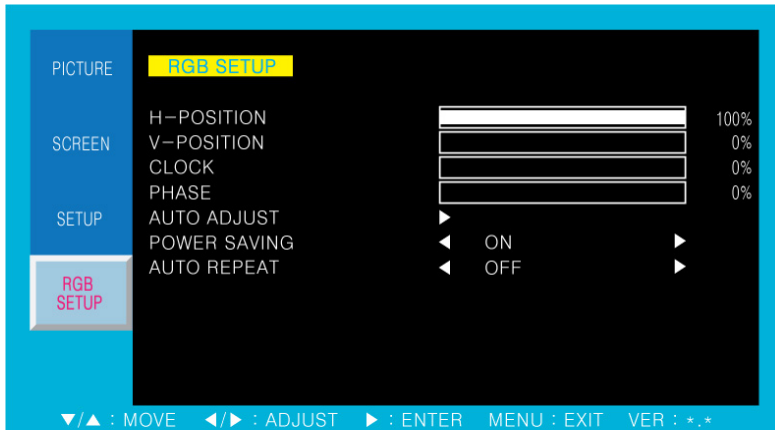 PICTURE
SCREEN
SETUP
RGB
SETUP
RGB SETUP
H-POSITION 100%
V-POSITION 0%
CLOCK 0%
PHASE 0%
AUTO ADJUST ▶
POWER SAVING ◀ ON ▶
AUTO REPEAT ◀ OFF ▶
▼/▲ : MOVE ◀/▶ : ADJUST ▶ : ENTER MENU : EXIT VER : *.*